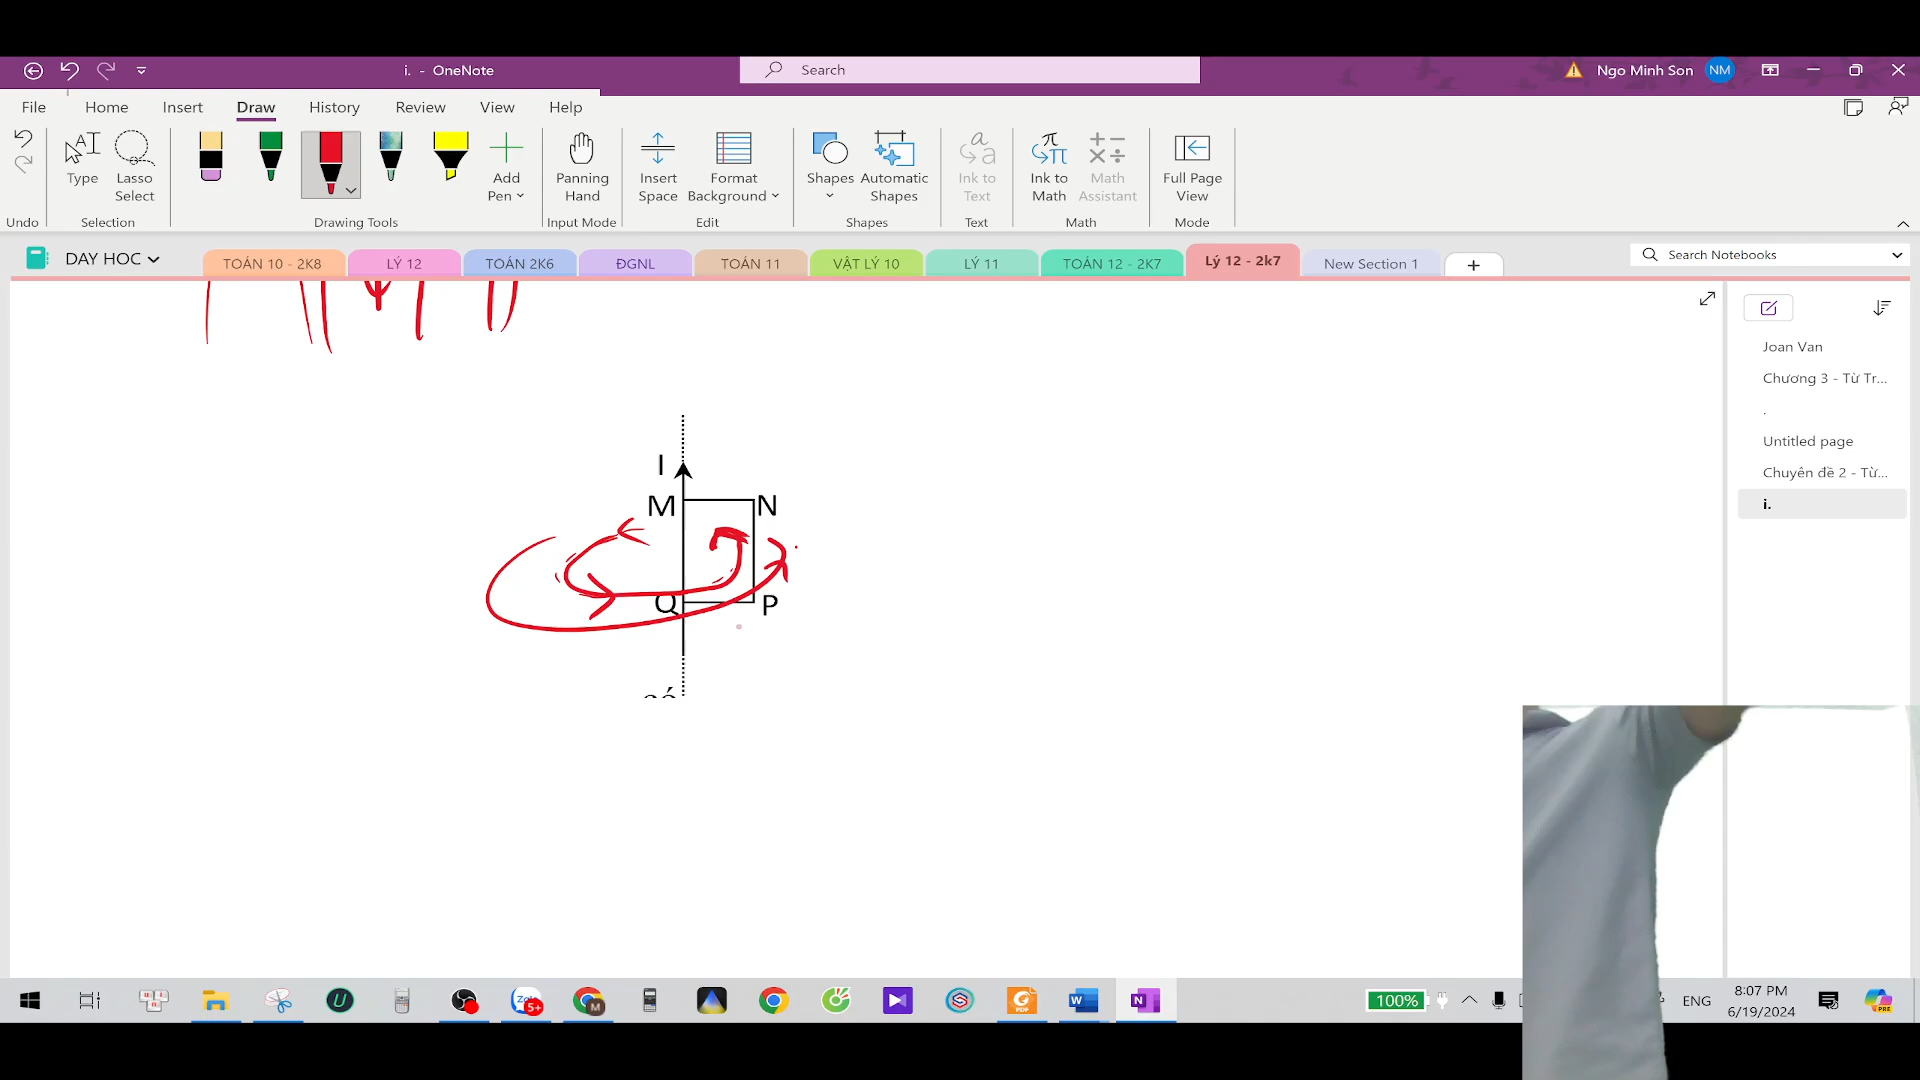 i. - OneNote
Search
Ngo Minh Son
NM
File Home Insert Draw History Review View Help
Type
Lasso Select
Add Pen
Panning Hand
Insert Space
Format Background
Shapes
Automatic Shapes
Ink to Text
Ink to Math
Math Assistant
Full Page View
Undo
Selection
Drawing Tools
Input Mode
Edit
Shapes
Text
Math
Mode
DAY HOC
TOÁN 10 - 2K8
LÝ 12
TOÁN 2K6
ĐGNL
TOÁN 11
VẬT LÝ 10
LÝ 11
TOÁN 12 - 2K7
Lý 12 - 2k7
New Section 1
Search Notebooks
Joan Van
Chương 3 - Từ Tr...
.
Untitled page
Chuyên đề 2 - Từ...
i.
I
M
N
Q
P
100%
ENG
8:07 PM
6/19/2024